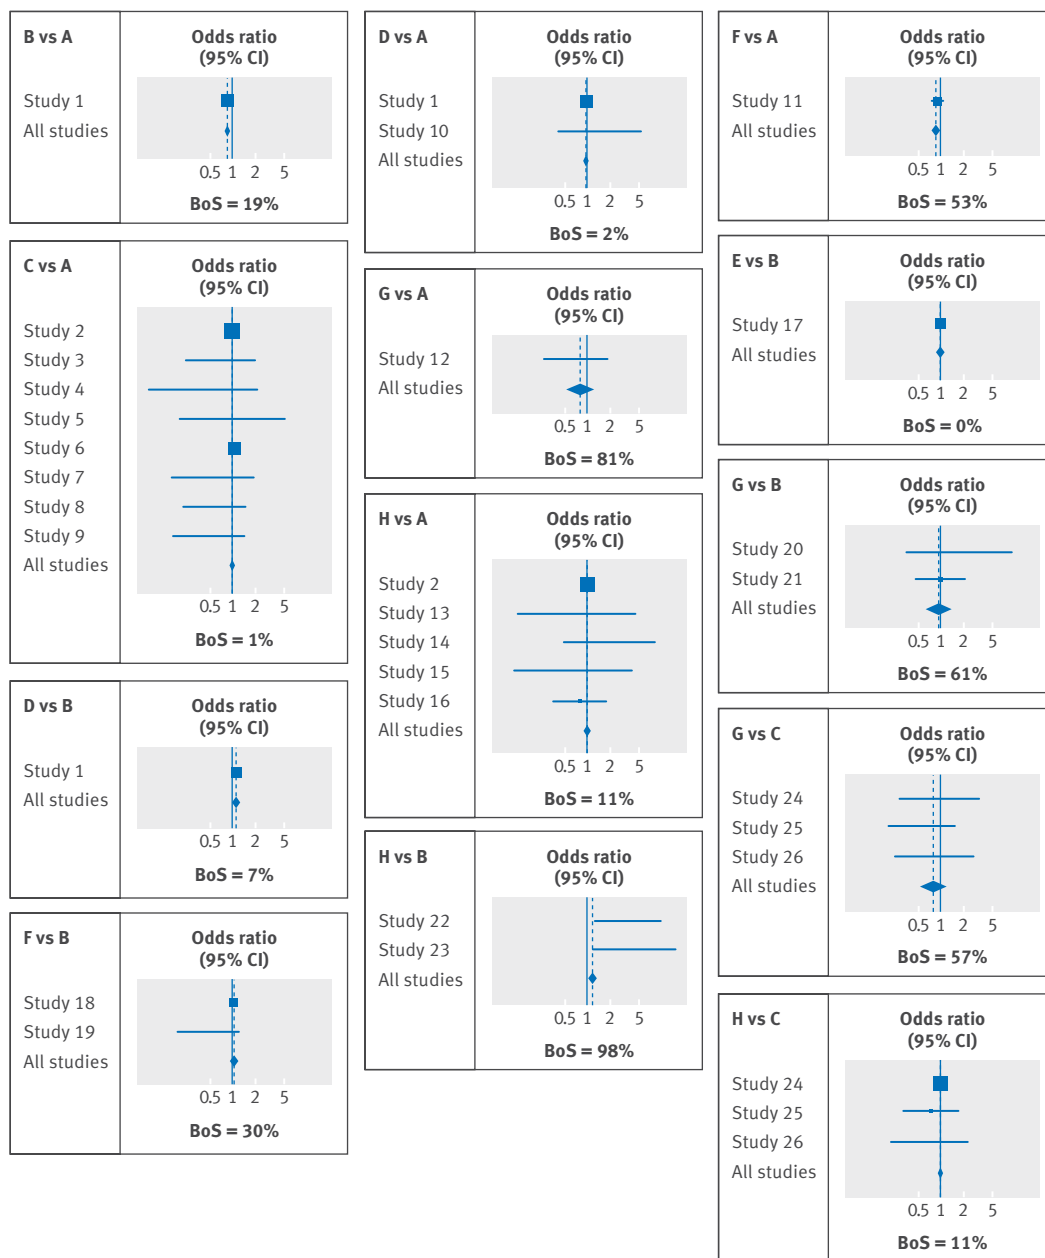 B vs A
Odds ratio
(95% CI)
Study 1
All studies
0.5 1 2 5
BoS = 19%
C vs A
Odds ratio
(95% CI)
Study 2
Study 3
Study 4
Study 5
Study 6
Study 7
Study 8
Study 9
All studies
0.5 1 2 5
BoS = 1%
D vs B
Odds ratio
(95% CI)
Study 1
All studies
0.5 1 2 5
BoS = 7%
F vs B
Odds ratio
(95% CI)
Study 18
Study 19
All studies
0.5 1 2 5
BoS = 30%
D vs A
Odds ratio
(95% CI)
Study 1
Study 10
All studies
0.5 1 2 5
BoS = 2%
G vs A
Odds ratio
(95% CI)
Study 12
All studies
0.5 1 2 5
BoS = 81%
H vs A
Odds ratio
(95% CI)
Study 2
Study 13
Study 14
Study 15
Study 16
All studies
0.5 1 2 5
BoS = 11%
H vs B
Odds ratio
(95% CI)
Study 22
Study 23
All studies
0.5 1 2 5
BoS = 98%
F vs A
Odds ratio
(95% CI)
Study 11
All studies
0.5 1 2 5
BoS = 53%
E vs B
Odds ratio
(95% CI)
Study 17
All studies
0.5 1 2 5
BoS = 0%
G vs B
Odds ratio
(95% CI)
Study 20
Study 21
All studies
0.5 1 2 5
BoS = 61%
G vs C
Odds ratio
(95% CI)
Study 24
Study 25
Study 26
All studies
0.5 1 2 5
BoS = 57%
H vs C
Odds ratio
(95% CI)
Study 24
Study 25
Study 26
All studies
0.5 1 2 5
BoS = 11%